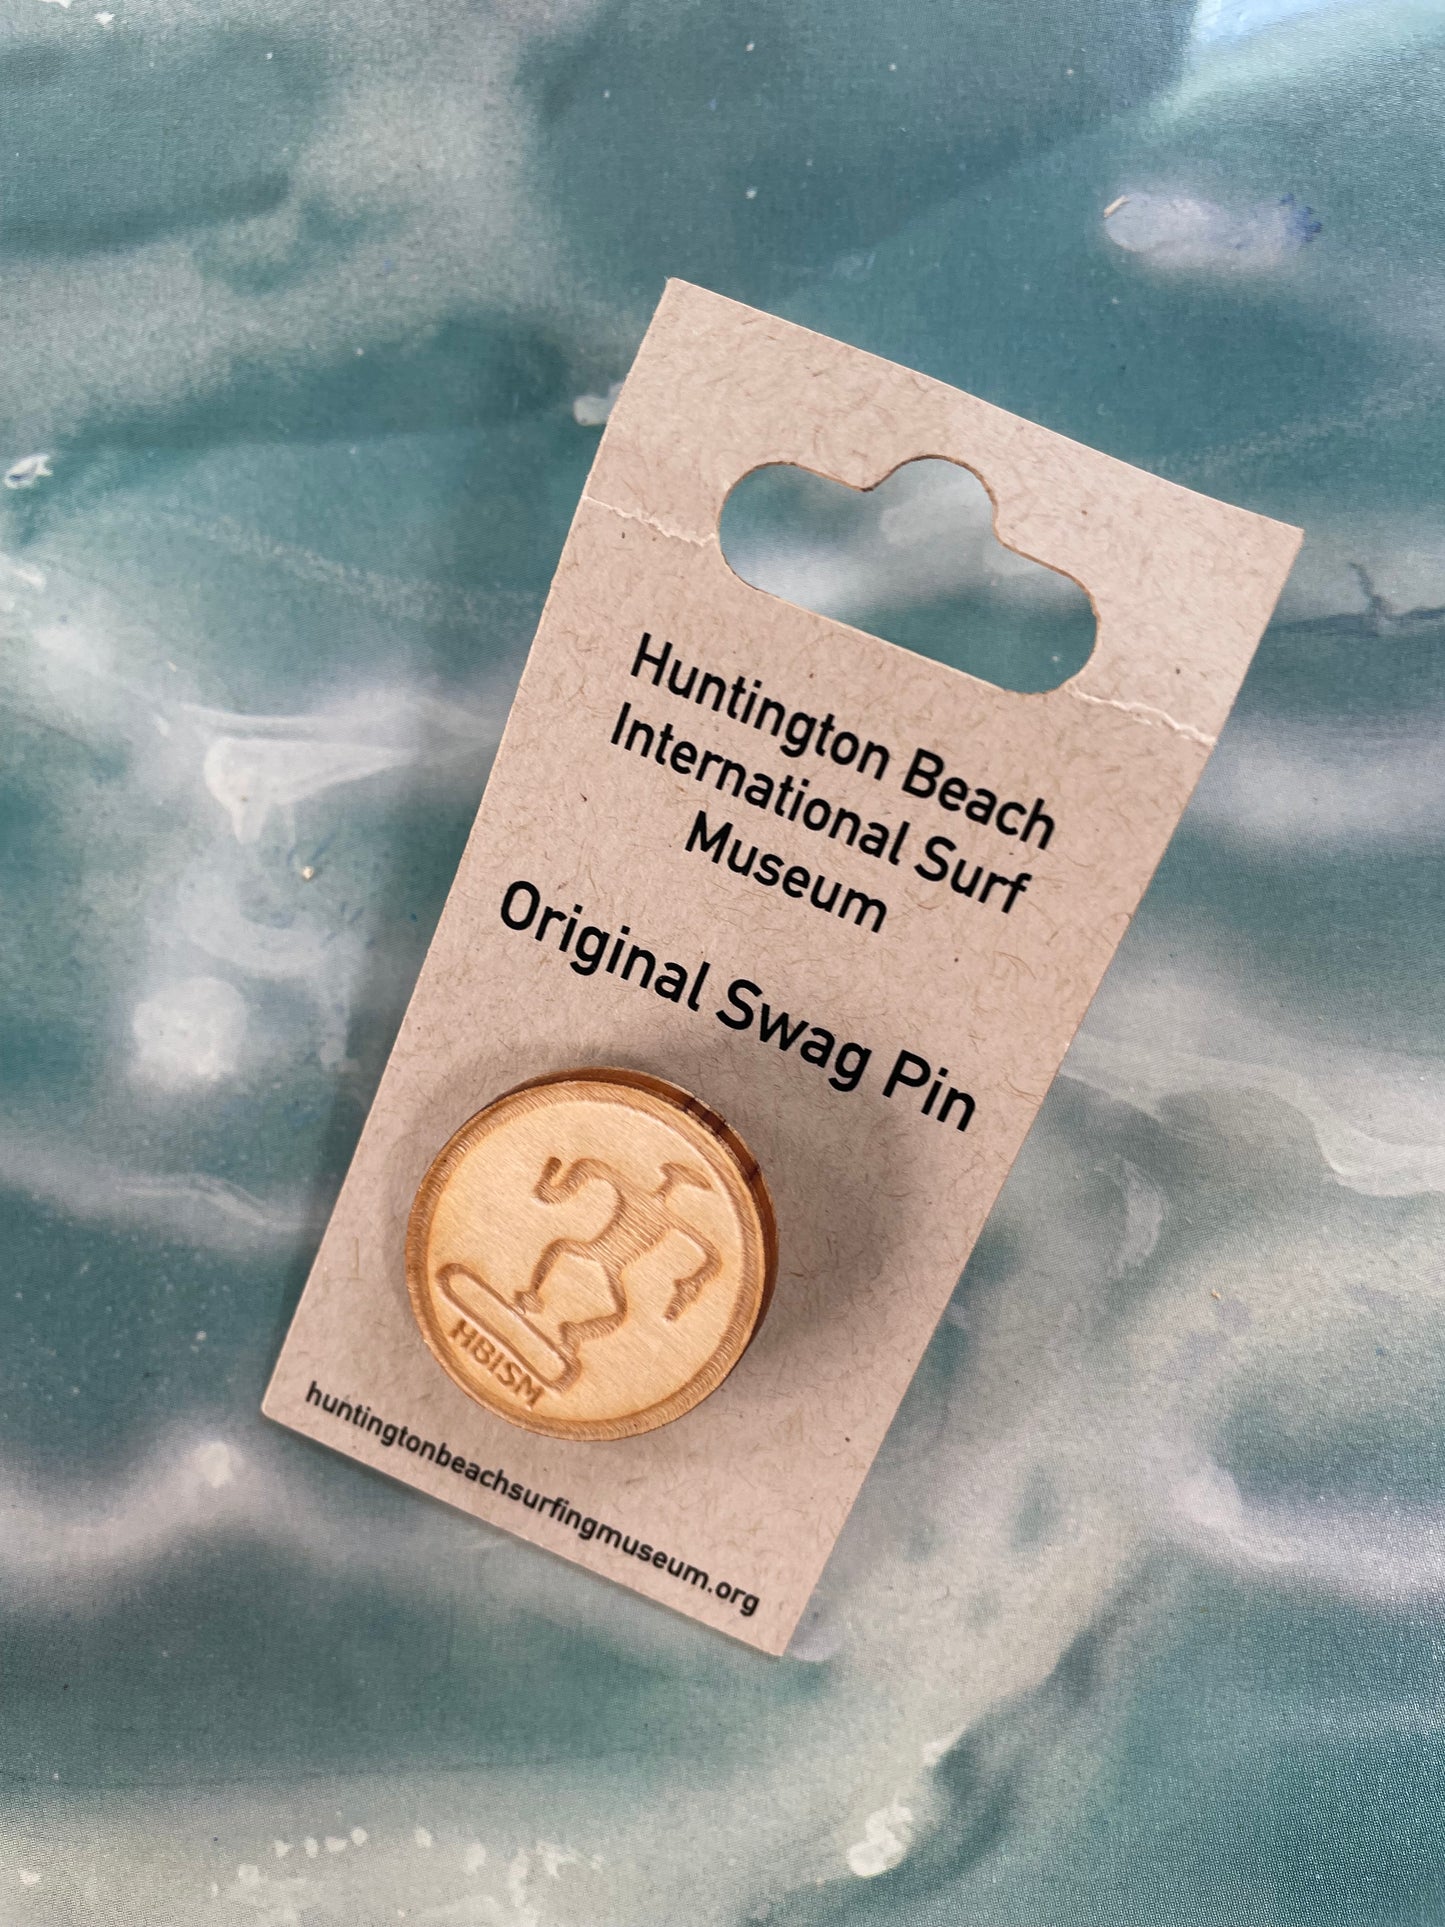 Huntington Beach
International Surf
Museum
Original Swag Pin
HBISM
huntingtonbeachsurfingmuseum.org